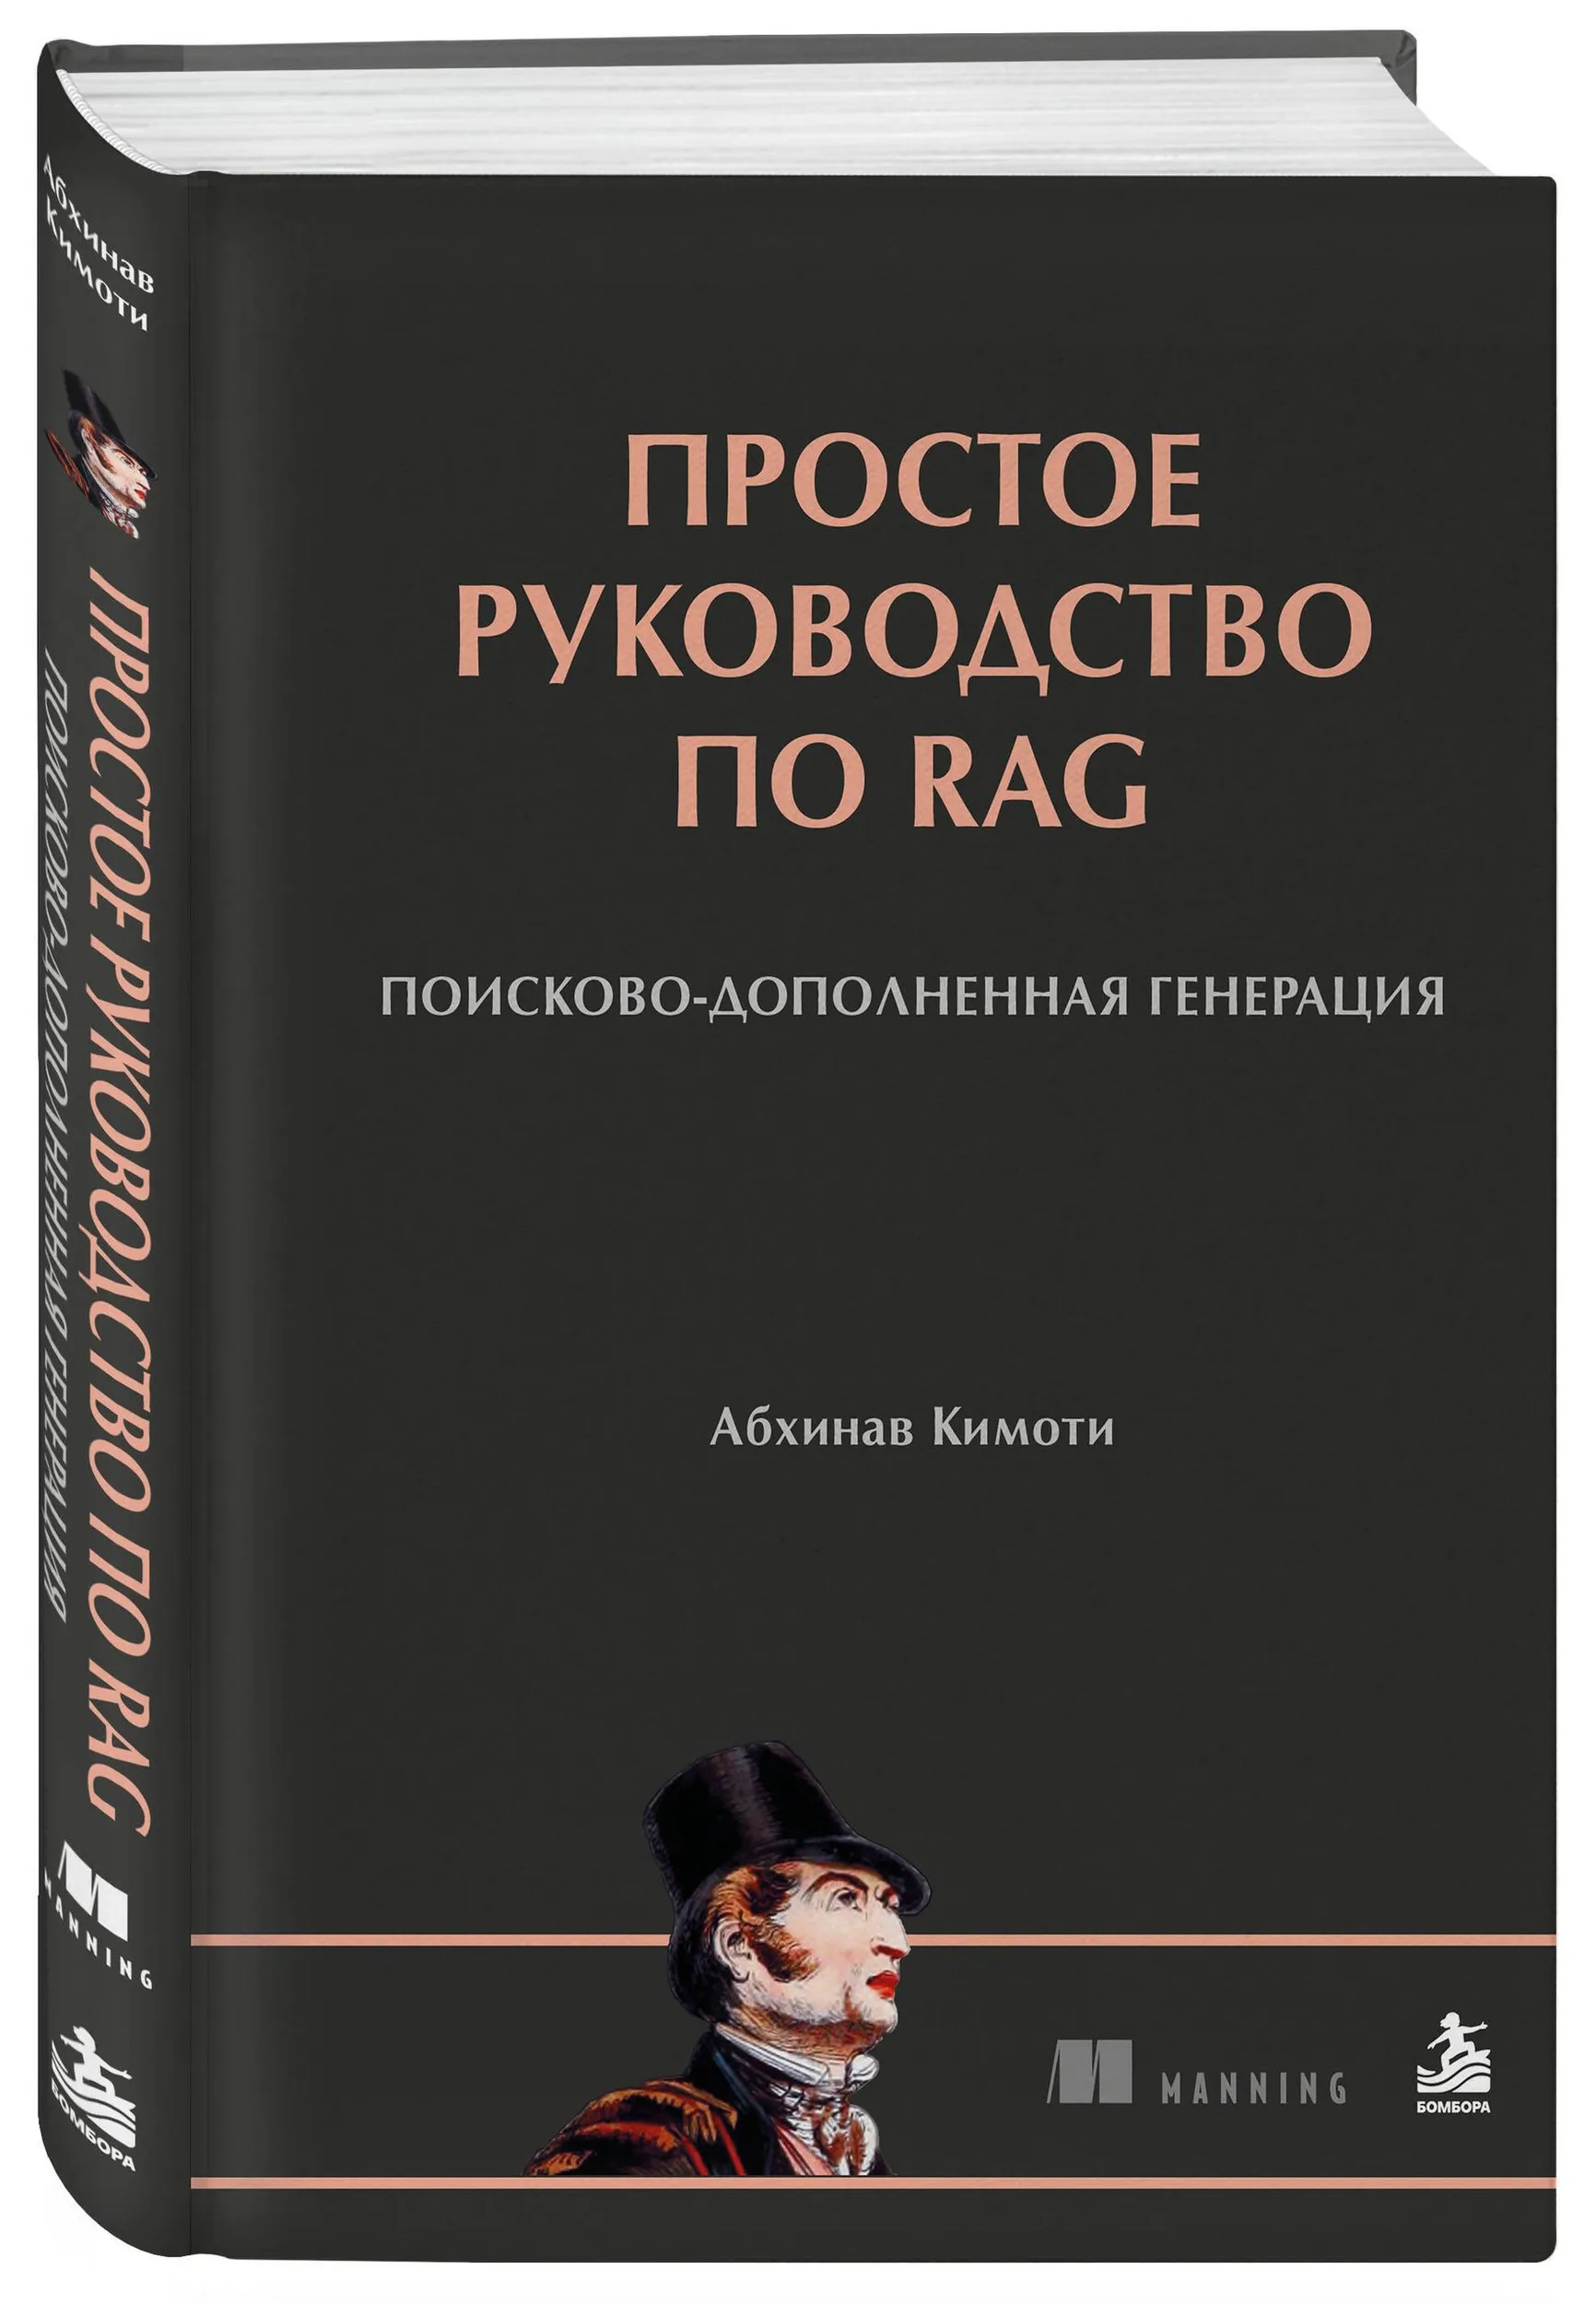 Абхинав
Кимоти
ПРОСТОЕ РУКОВОДСТВО ПО RAG
ПОИСКОВО-ДОПОЛНЕННАЯ ГЕНЕРАЦИЯ
MANNING
БОМБОРА
ПРОСТОЕ
РУКОВОДСТВО
ПО RAG
ПОИСКОВО-ДОПОЛНЕННАЯ ГЕНЕРАЦИЯ
Абхинав Кимоти
MANNING
БОМБОРА